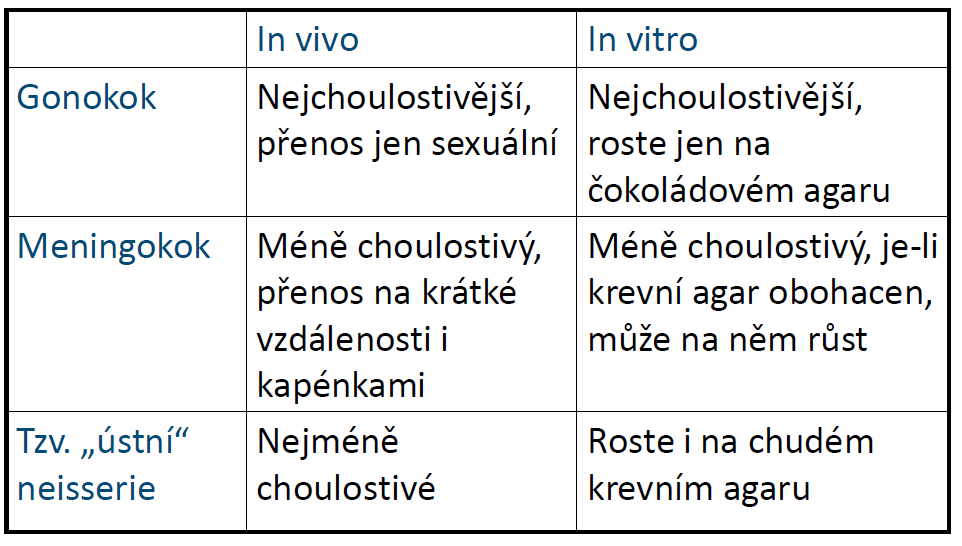 In vivo
In vitro
Gonokok
Nejchoulostivější,
přenos jen sexuální
Nejchoulostivější,
roste jen na
čokoládovém agaru
Meningokok
Méně choulostivý,
přenos na krátké
vzdálenosti i
kapénkami
Méně choulostivý, je-li
krevní agar obohacen,
může na něm růst
Tzv. „ústní“
neisserie
Nejméně
choulostivé
Roste i na chudém
krevním agaru